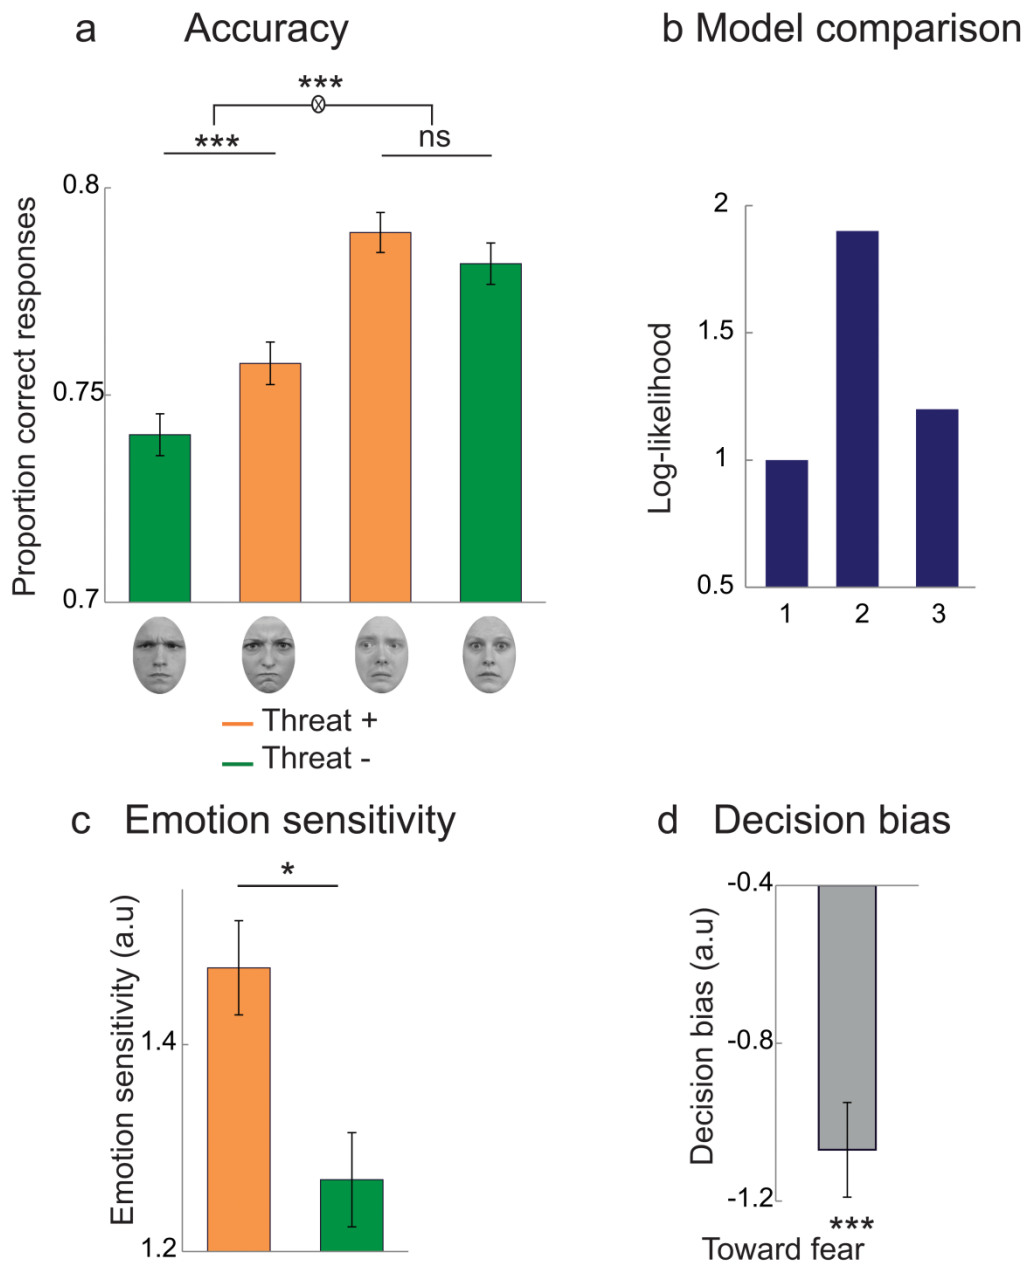 a Accuracy
***
***
ns
Proportion correct responses
0.8
0.75
0.7
Threat +
Threat -
b Model comparison
Log-likelihood
2
1.5
1
0.5
1 2 3
c Emotion sensitivity
*
Emotion sensitivity (a.u)
1.4
1.2
d Decision bias
Decision bias (a.u)
-0.4
-0.8
-1.2
***
Toward fear